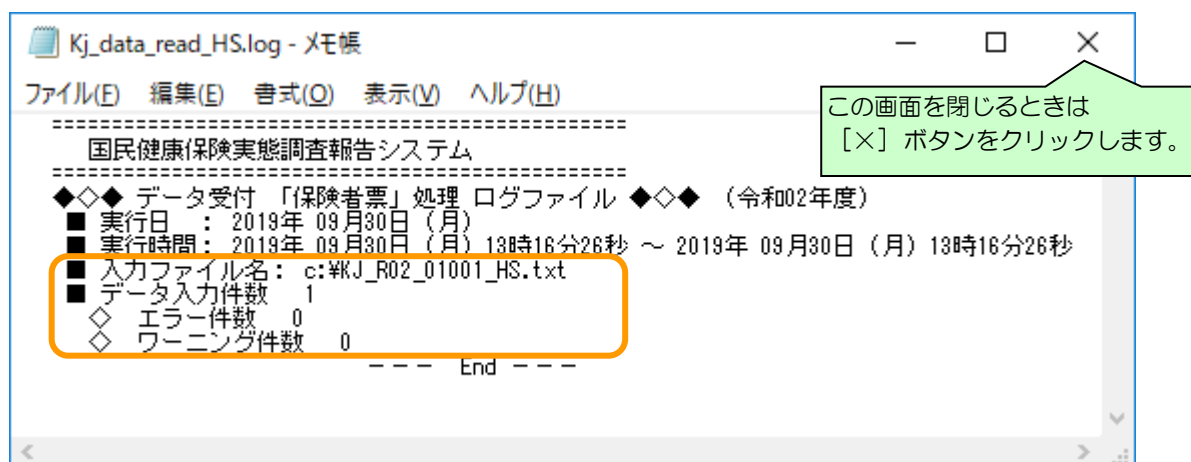 Kj_data_read_HS.log - メモ帳
ファイル(F) 編集(E) 書式(O) 表示(V) ヘルプ(H)
この画面を閉じるときは
［×］ボタンをクリックします。
================================================
国民健康保険実態調査報告システム
================================================
◆◇◆ データ受付 「保険者票」処理 ログファイル ◆◇◆ （令和02年度）
■ 実行日 : 2019年 09月30日（月）
■ 実行時間： 2019年 09月30日（月）13時16分26秒 ～ 2019年 09月30日（月）13時16分26秒
■ 入力ファイル名： c:¥KJ_R02_01001_HS.txt
■ データ入力件数 1
◇ エラー件数 0
◇ ワーニング件数 0
－－－ End －－－